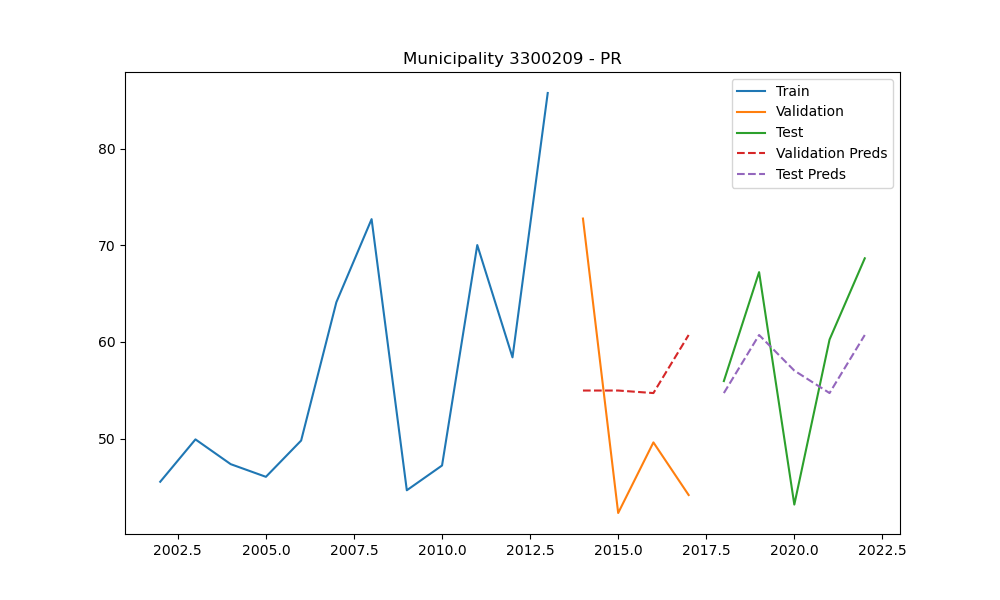 Municipality 3300209 - PR
Train
Validation
Test
Validation Preds
Test Preds
80
70
60
50
2002.5 2005.0 2007.5 2010.0 2012.5 2015.0 2017.5 2020.0 2022.5